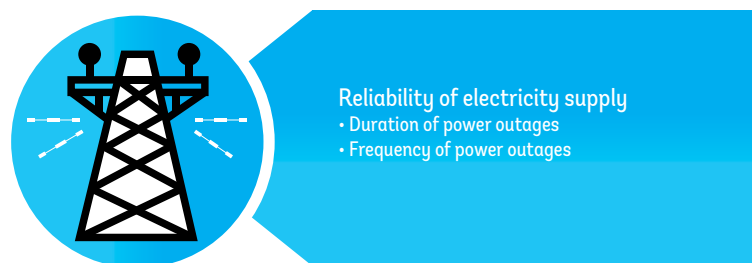 Reliability of electricity supply
• Duration of power outages
• Frequency of power outages